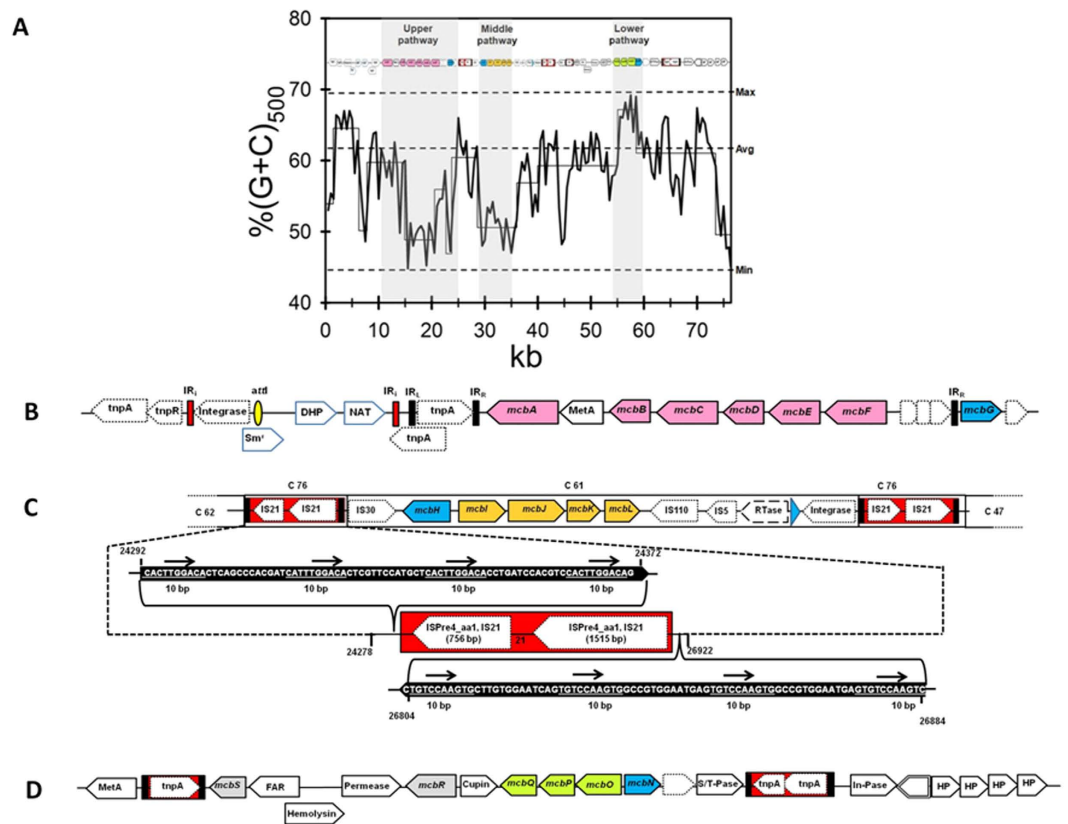 A
Upper pathway
Middle pathway
Lower pathway
80
70
60
50
40
%(G+C)500
Max
Avg
Min
0 10 20 30 40 50 60 70
kb
B
tnpA
tnpR
IRi
Integrase
attI
Smʳ
DHP
NAT
IRi
IRL
tnpA
tnpA
IRR
mcbA
MetA
mcbB
mcbC
mcbD
mcbE
mcbF
IRR
mcbG
C
C 76
C 61
C 76
C 62
IS21
IS21
IS30
mcbH
mcbI
mcbJ
mcbK
mcbL
IS110
IS5
RTase
Integrase
IS21
IS21
C 47
24292
24372
CACTTGGACACTCAGCCCACGATCATTTGGACACTCGTTCCATGCTCACTTGGACACCTGATCCACGTCCACTTGGACAG
10 bp 10 bp 10 bp 10 bp
ISPre4_aa1, IS21 (756 bp)
21
ISPre4_aa1, IS21 (1515 bp)
24278
26922
CTGTCCAAGTGCTTGTGGAATCAGTGTCCAAGTGGCCGTGGAATGAGTGTCCAAGTGGCCGTGGAATGAGTGTCCAAGTC
10 bp 10 bp 10 bp 10 bp
26804
26884
D
MetA
tnpA
mcbS
FAR
Hemolysin
Permease
mcbR
Cupin
mcbQ
mcbP
mcbO
mcbN
S/T-Pase
tnpA
tnpA
In-Pase
HP
HP
HP
HP